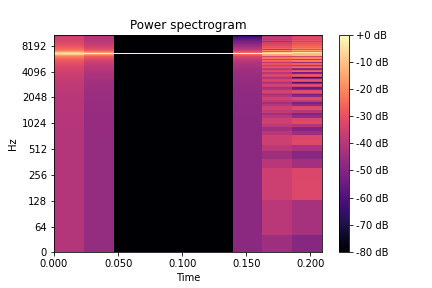 Power spectrogram
8192
4096
2048
1024
512
256
128
64
0
Hz
0.000
0.050
0.100
0.150
0.200
Time
+0 dB
-10 dB
-20 dB
-30 dB
-40 dB
-50 dB
-60 dB
-70 dB
-80 dB